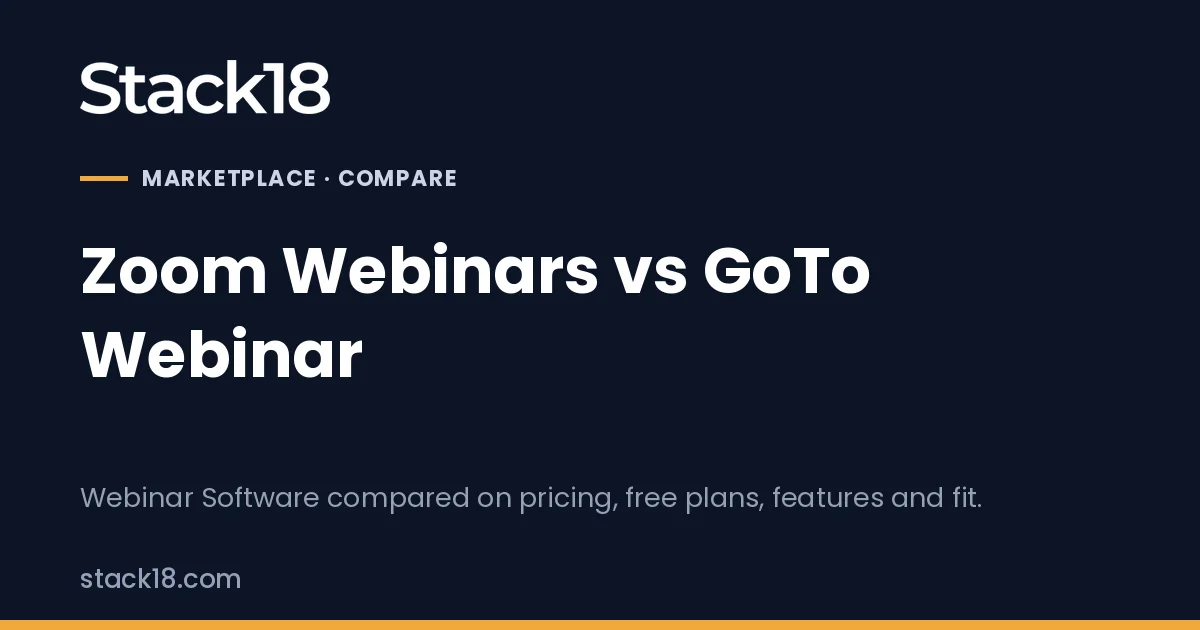 Stack18
MARKETPLACE · COMPARE
Zoom Webinars vs GoTo
Webinar
Webinar Software compared on pricing, free plans, features and fit.
stack18.com